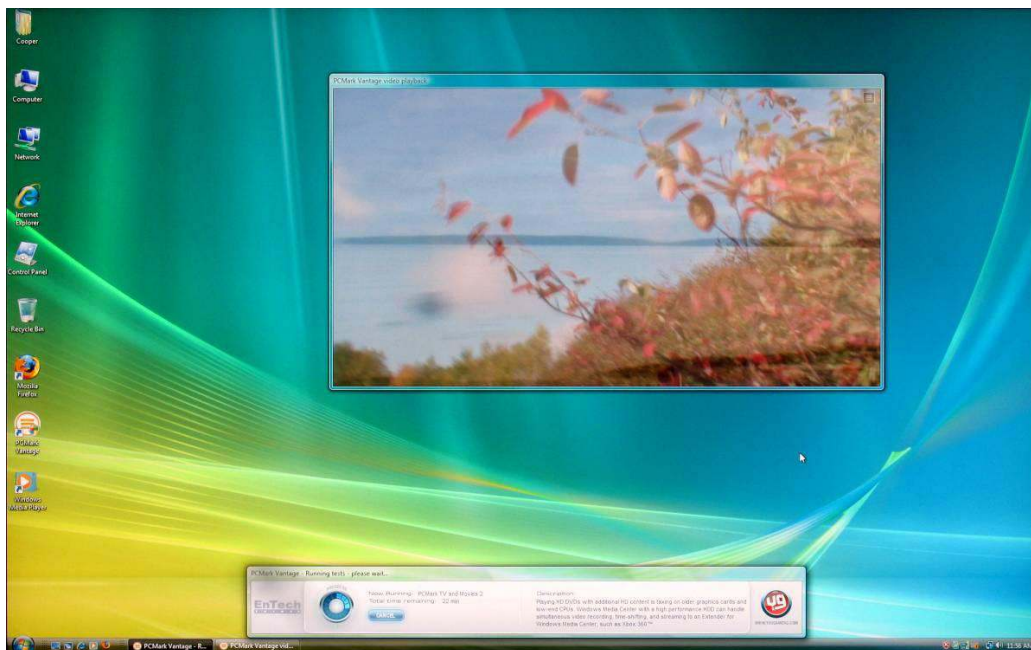 Cooper
Computer
Network
Internet
Explorer
Control Panel
Recycle Bin
Mozilla
Firefox
PCMark
Vantage
Windows
Media Player
PCMark Vantage video playback
PCMark Vantage - Running tests - please wait...
EnTech
Now Running: PCMark TV and Movies 2
Total time remaining: 22 min
CANCEL
Description
Playing HD DVDs with additional HD content is taxing on older graphics cards and
low-end CPUs. Windows Media Center with a high performance HDD can handle
simultaneous video recording, time-shifting, and streaming to an Extender for
Windows Media Center, such as Xbox 360™
PCMark Vantage - R...
PCMark Vantage vid...
11:56 AM